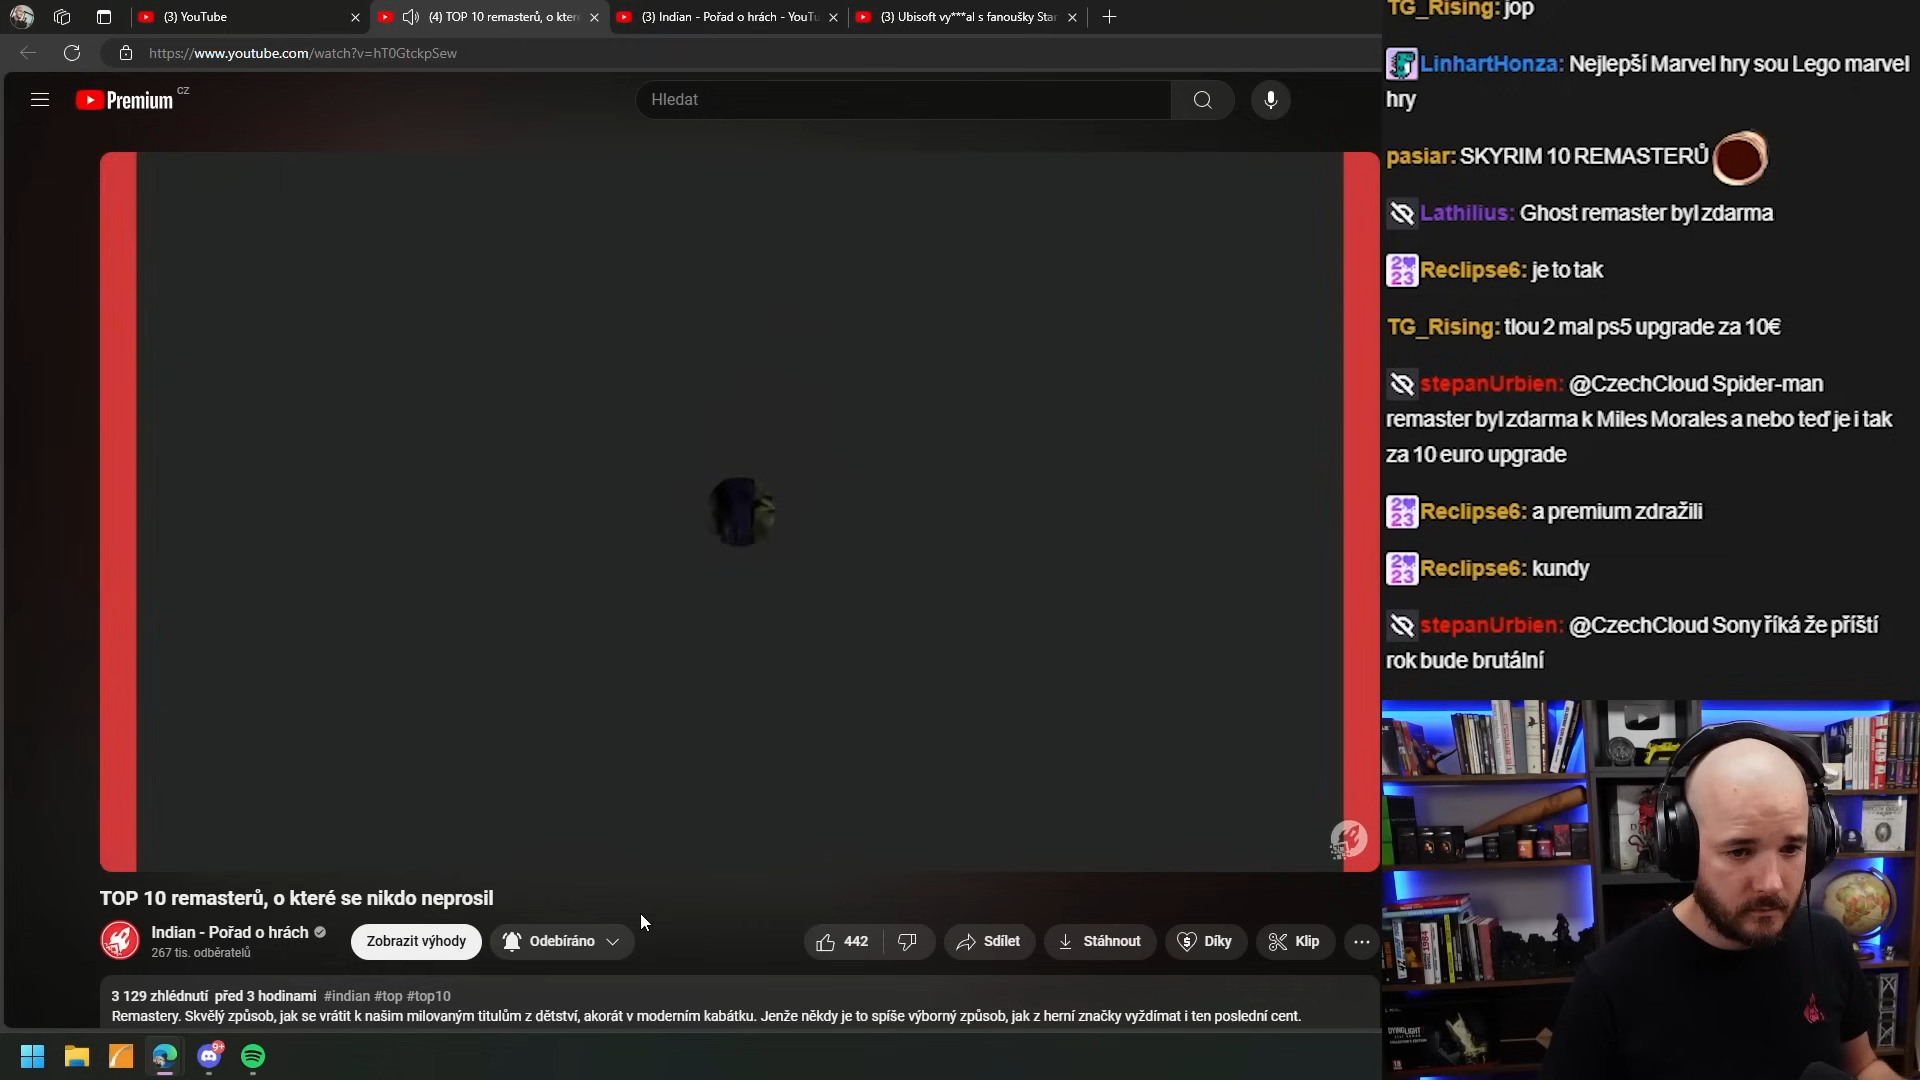 (3) YouTube
(4) TOP 10 remasterů, o kter
(3) Indian - Pořad o hrách - YouTu
(3) Ubisoft vy***al s fanoušky Star
https://www.youtube.com/watch?v=hT0GtckpSew
Premium CZ
Hledat
TG_Rising: jop
LinhartHonza: Nejlepší Marvel hry sou Lego marvel
hry
pasiar: SKYRIM 10 REMASTERŮ
Lathilius: Ghost remaster byl zdarma
Reclipse6: je to tak
TG_Rising: tlou 2 mal ps5 upgrade za 10€
stepanUrbien: @CzechCloud Spider-man
remaster byl zdarma k Miles Morales a nebo teď je i tak
za 10 euro upgrade
Reclipse6: a premium zdražili
Reclipse6: kundy
stepanUrbien: @CzechCloud Sony říká že příští
rok bude brutální
TOP 10 remasterů, o které se nikdo neprosil
Indian - Pořad o hrách
267 tis. odběratelů
Zobrazit výhody
Odebíráno
442
Sdílet
Stáhnout
Díky
Klip
3 129 zhlédnutí před 3 hodinami #indian #top #top10
Remastery. Skvělý způsob, jak se vrátit k našim milovaným titulům z dětství, akorát v moderním kabátku. Jenže někdy je to spíše výborný způsob, jak z herní značky vyždímat i ten poslední cent.
9+
DYING LIGHT